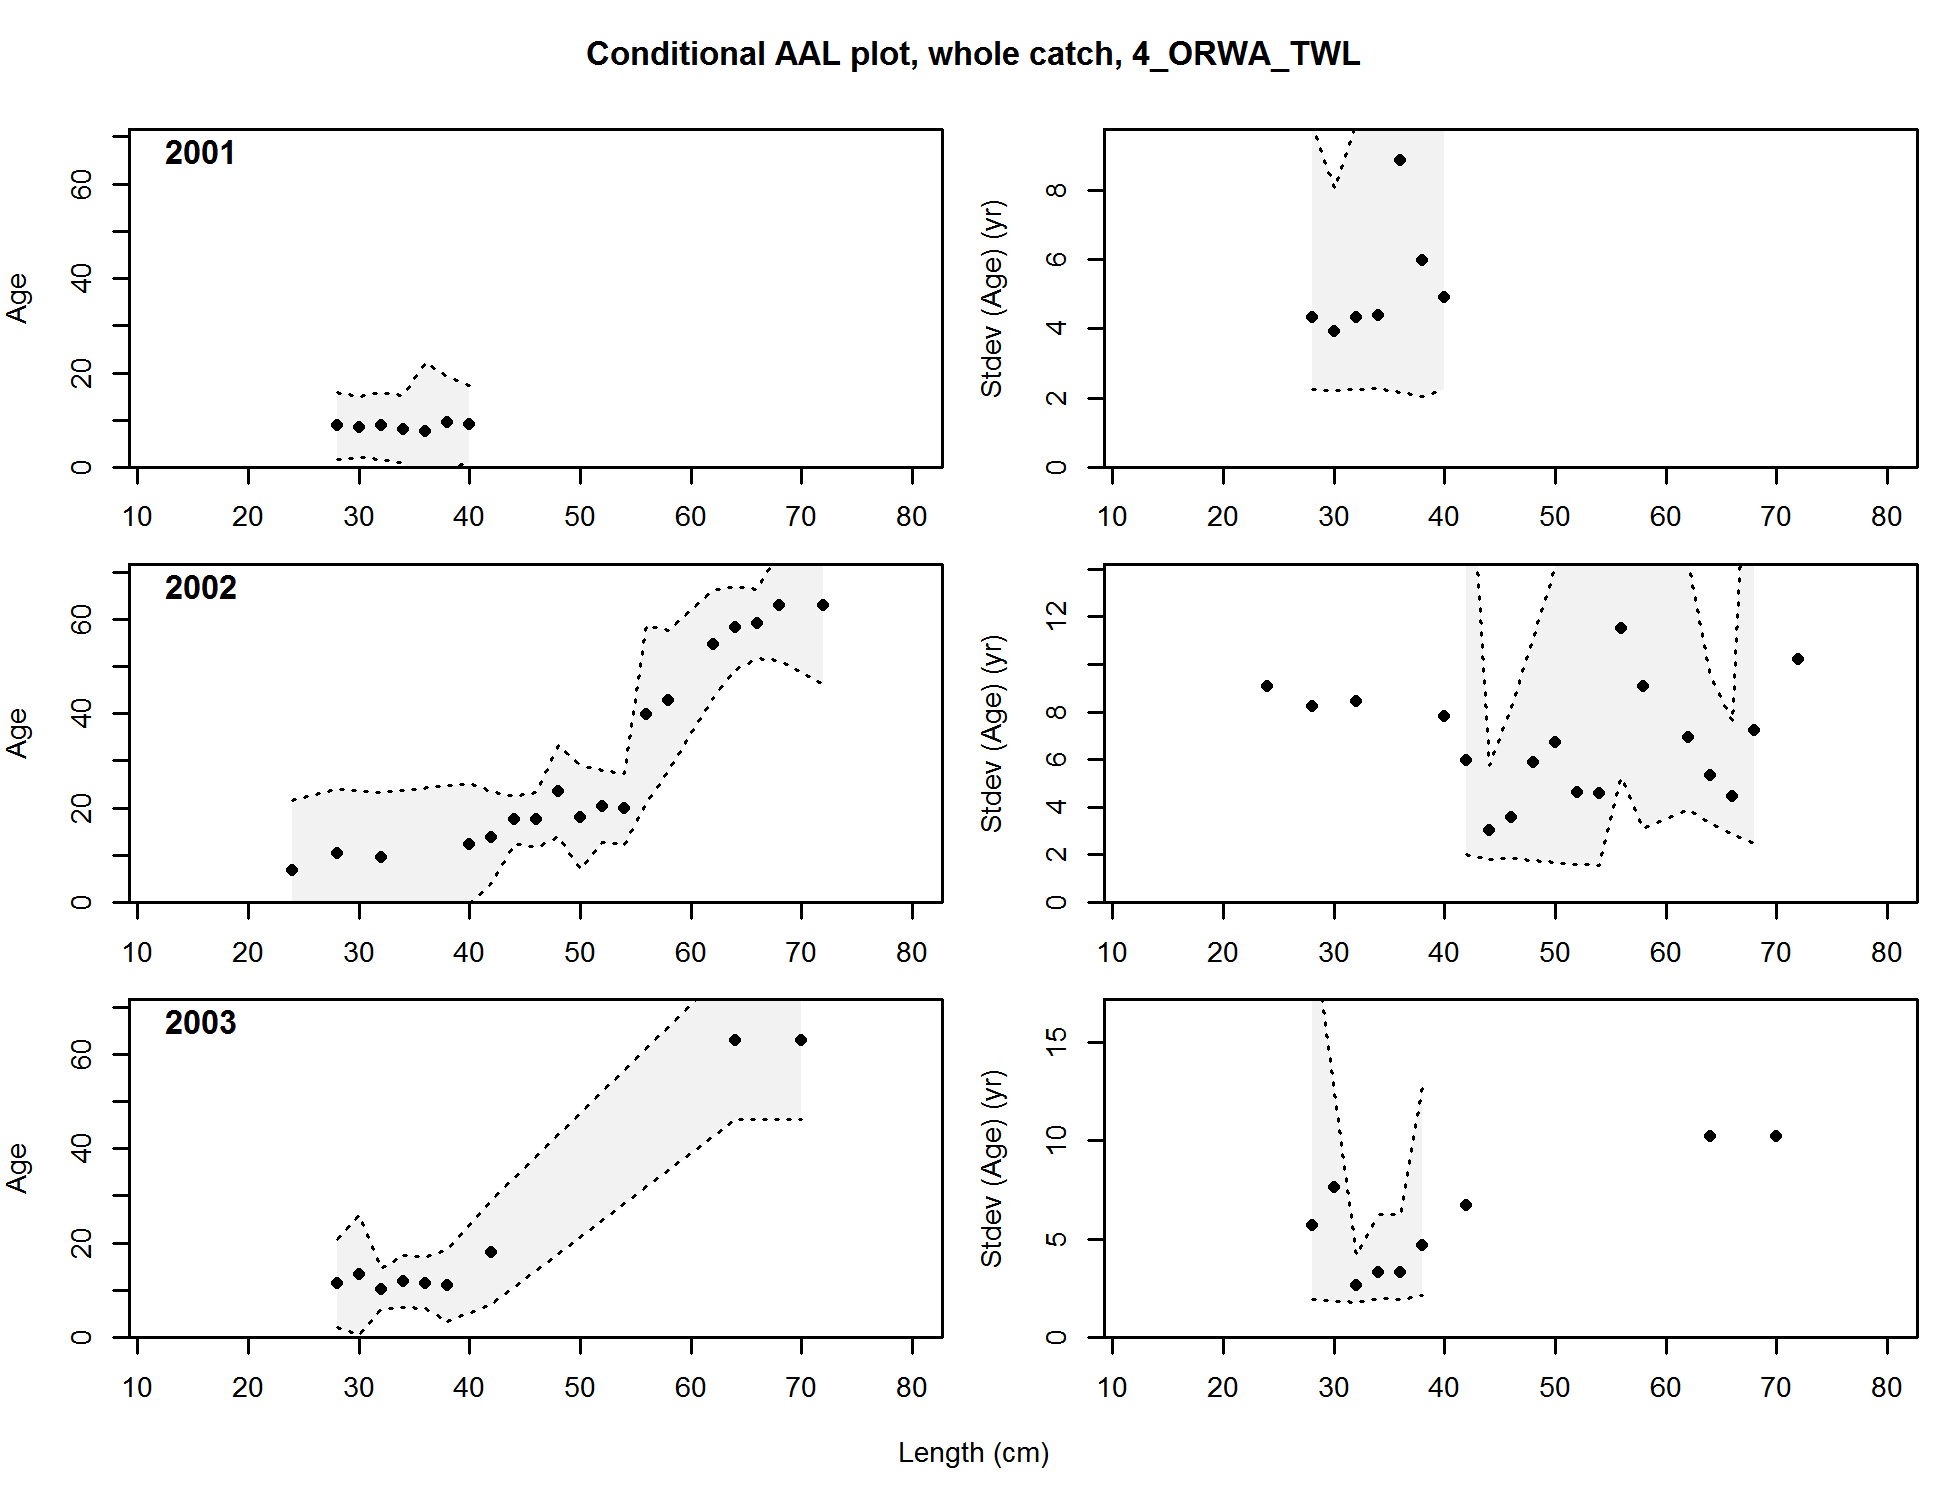 Conditional AAL plot, whole catch, 4_ORWA_TWL
2001
Age
0 20 40 60
10 20 30 40 50 60 70 80
Stdev (Age) (yr)
0 2 4 6 8
10 20 30 40 50 60 70 80
2002
Age
0 20 40 60
10 20 30 40 50 60 70 80
Stdev (Age) (yr)
0 2 4 6 8 12
10 20 30 40 50 60 70 80
2003
Age
0 20 40 60
10 20 30 40 50 60 70 80
Stdev (Age) (yr)
0 5 10 15
10 20 30 40 50 60 70 80
Length (cm)